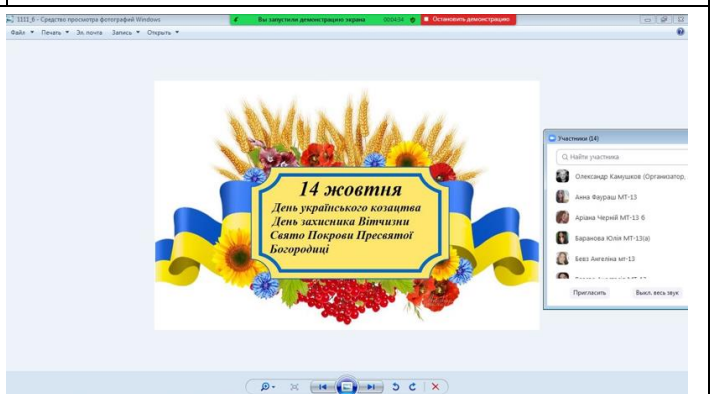 1111_6 - Средство просмотра фотографий Windows
Вы запустили демонстрацию экрана
00:04:54
Остановить демонстрацию
Файл Печать Эл. почта Запись Открыть
14 жовтня
День українського козацтва
День захисника Вітчизни
Свято Покрови Пресвятої
Богородиці
Участники (14)
Найти участника
Олександр Камушков (Организатор,
Анна Фаураш МТ-13
Аріана Черній МТ-13 б
Баранова Юлія МТ-13(а)
Бевз Ангеліна мт-13
Пригласить Выкл. весь звук